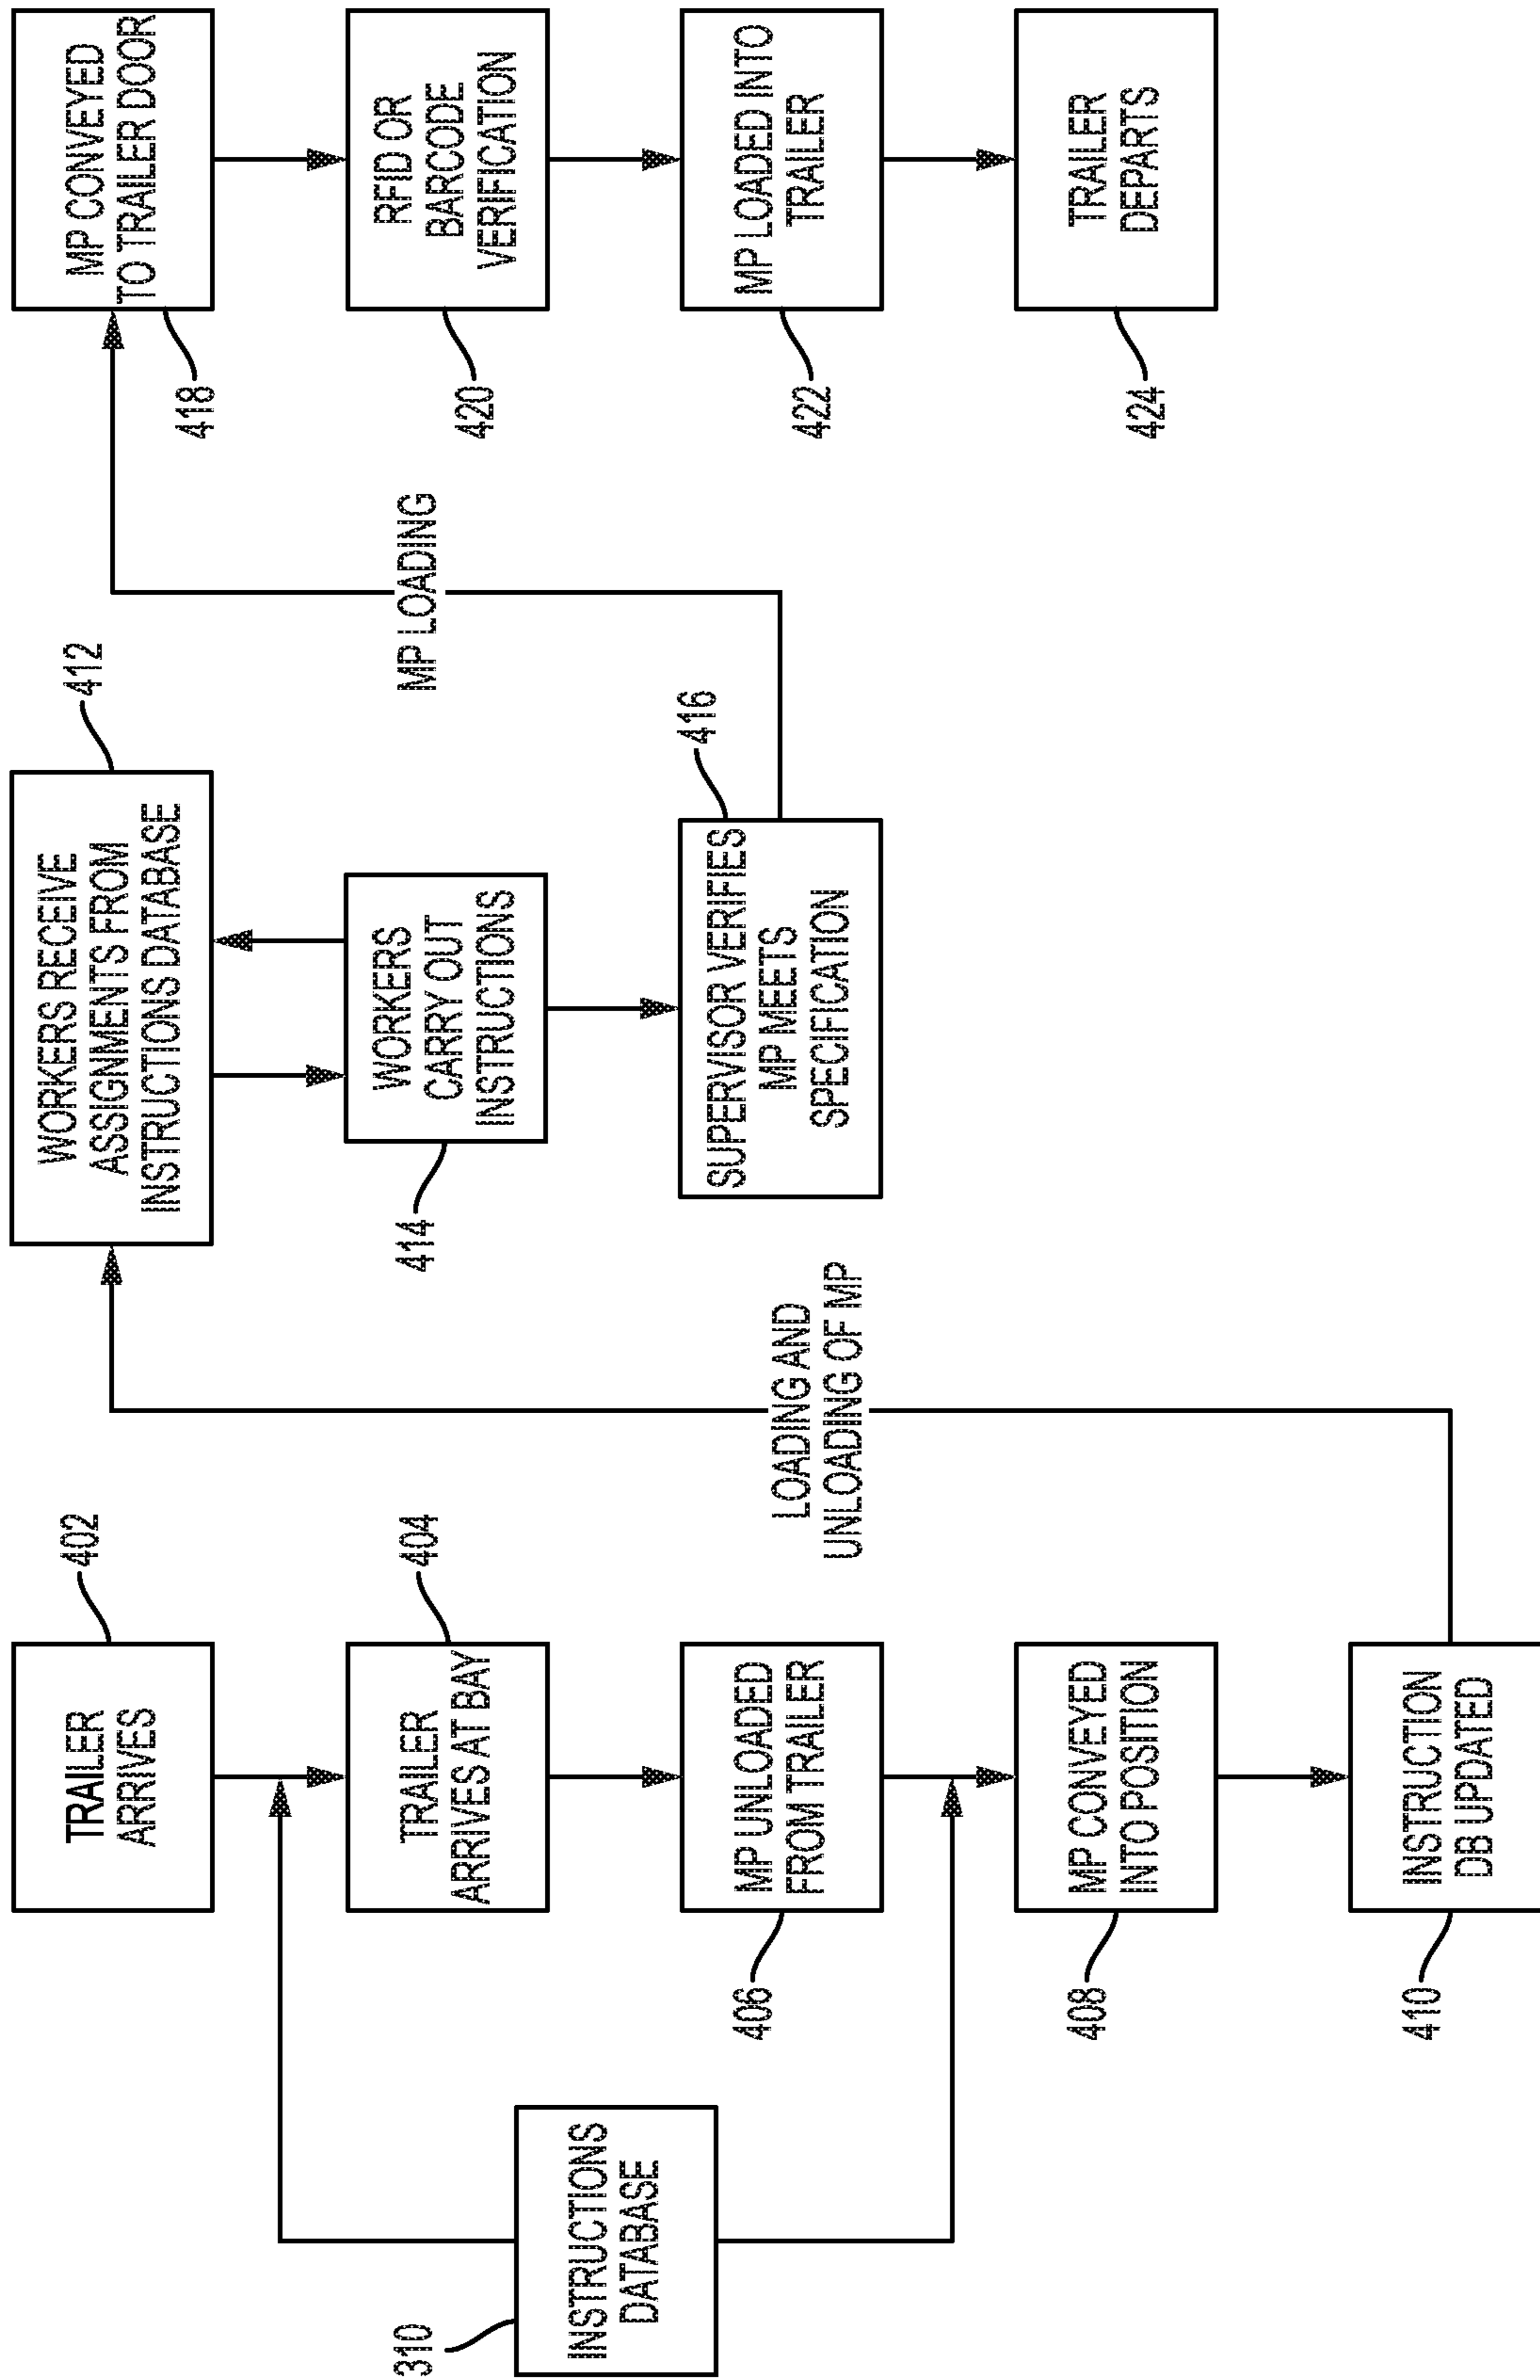 310
INSTRUCTIONS
DATABASE
TRAILER
ARRIVES
402
TRAILER
ARRIVES AT BAY
404
MP UNLOADED
FROM TRAILER
406
MP CONVEYED
INTO POSITION
408
INSTRUCTION
DB UPDATED
410
LOADING AND
UNLOADING OF MP
WORKERS RECEIVE
ASSIGNMENTS FROM
INSTRUCTIONS DATABASE
412
WORKERS
CARRY OUT
INSTRUCTIONS
414
SUPERVISOR VERIFIES
MP MEETS
SPECIFICATION
416
MP LOADING
MP CONVEYED
TO TRAILER DOOR
418
RFID OR
BARCODE
VERIFICATION
420
MP LOADED INTO
TRAILER
422
TRAILER
DEPARTS
424